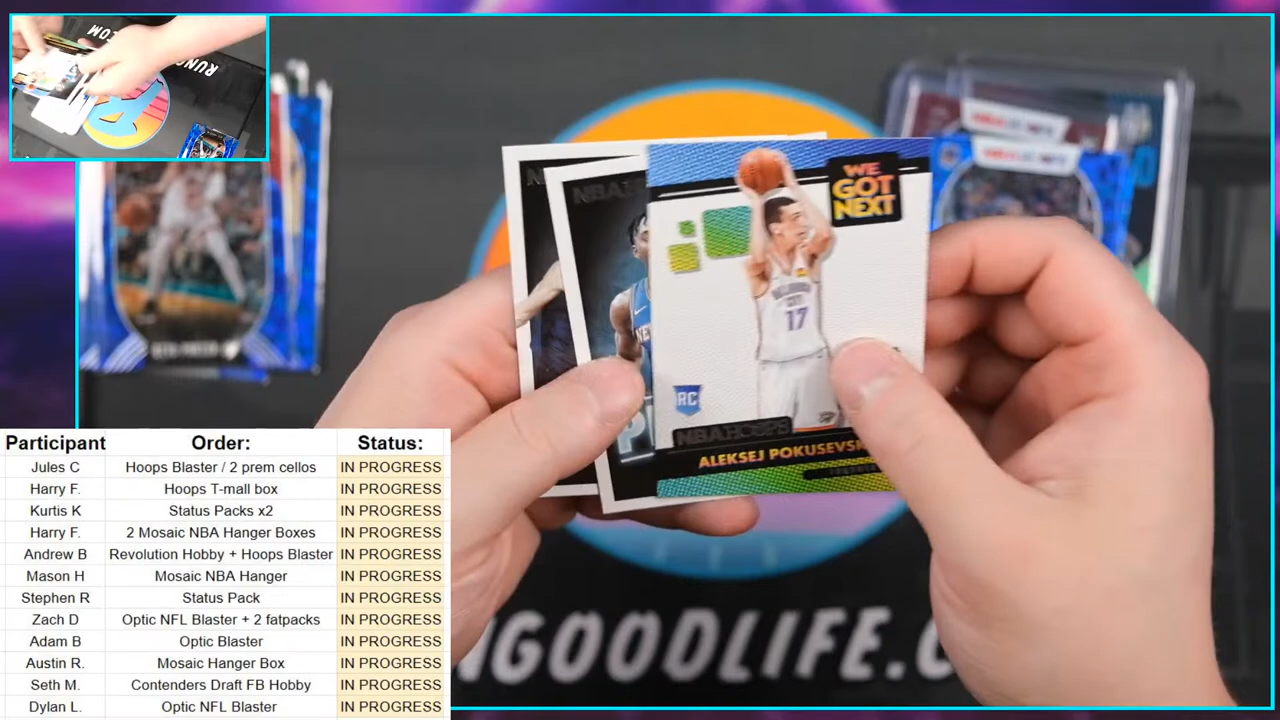 WE
GOT
NEXT
17
RC
NBA HOOPS
ALEKSEJ POKUSEVSK
Participant Order: Status:
Jules C Hoops Blaster / 2 prem cellos IN PROGRESS
Harry F. Hoops T-mall box IN PROGRESS
Kurtis K Status Packs x2 IN PROGRESS
Harry F. 2 Mosaic NBA Hanger Boxes IN PROGRESS
Andrew B Revolution Hobby + Hoops Blaster IN PROGRESS
Mason H Mosaic NBA Hanger IN PROGRESS
Stephen R Status Pack IN PROGRESS
Zach D Optic NFL Blaster + 2 fatpacks IN PROGRESS
Adam B Optic Blaster IN PROGRESS
Austin R. Mosaic Hanger Box IN PROGRESS
Seth M. Contenders Draft FB Hobby IN PROGRESS
Dylan L. Optic NFL Blaster IN PROGRESS
NGOODLIFE.C